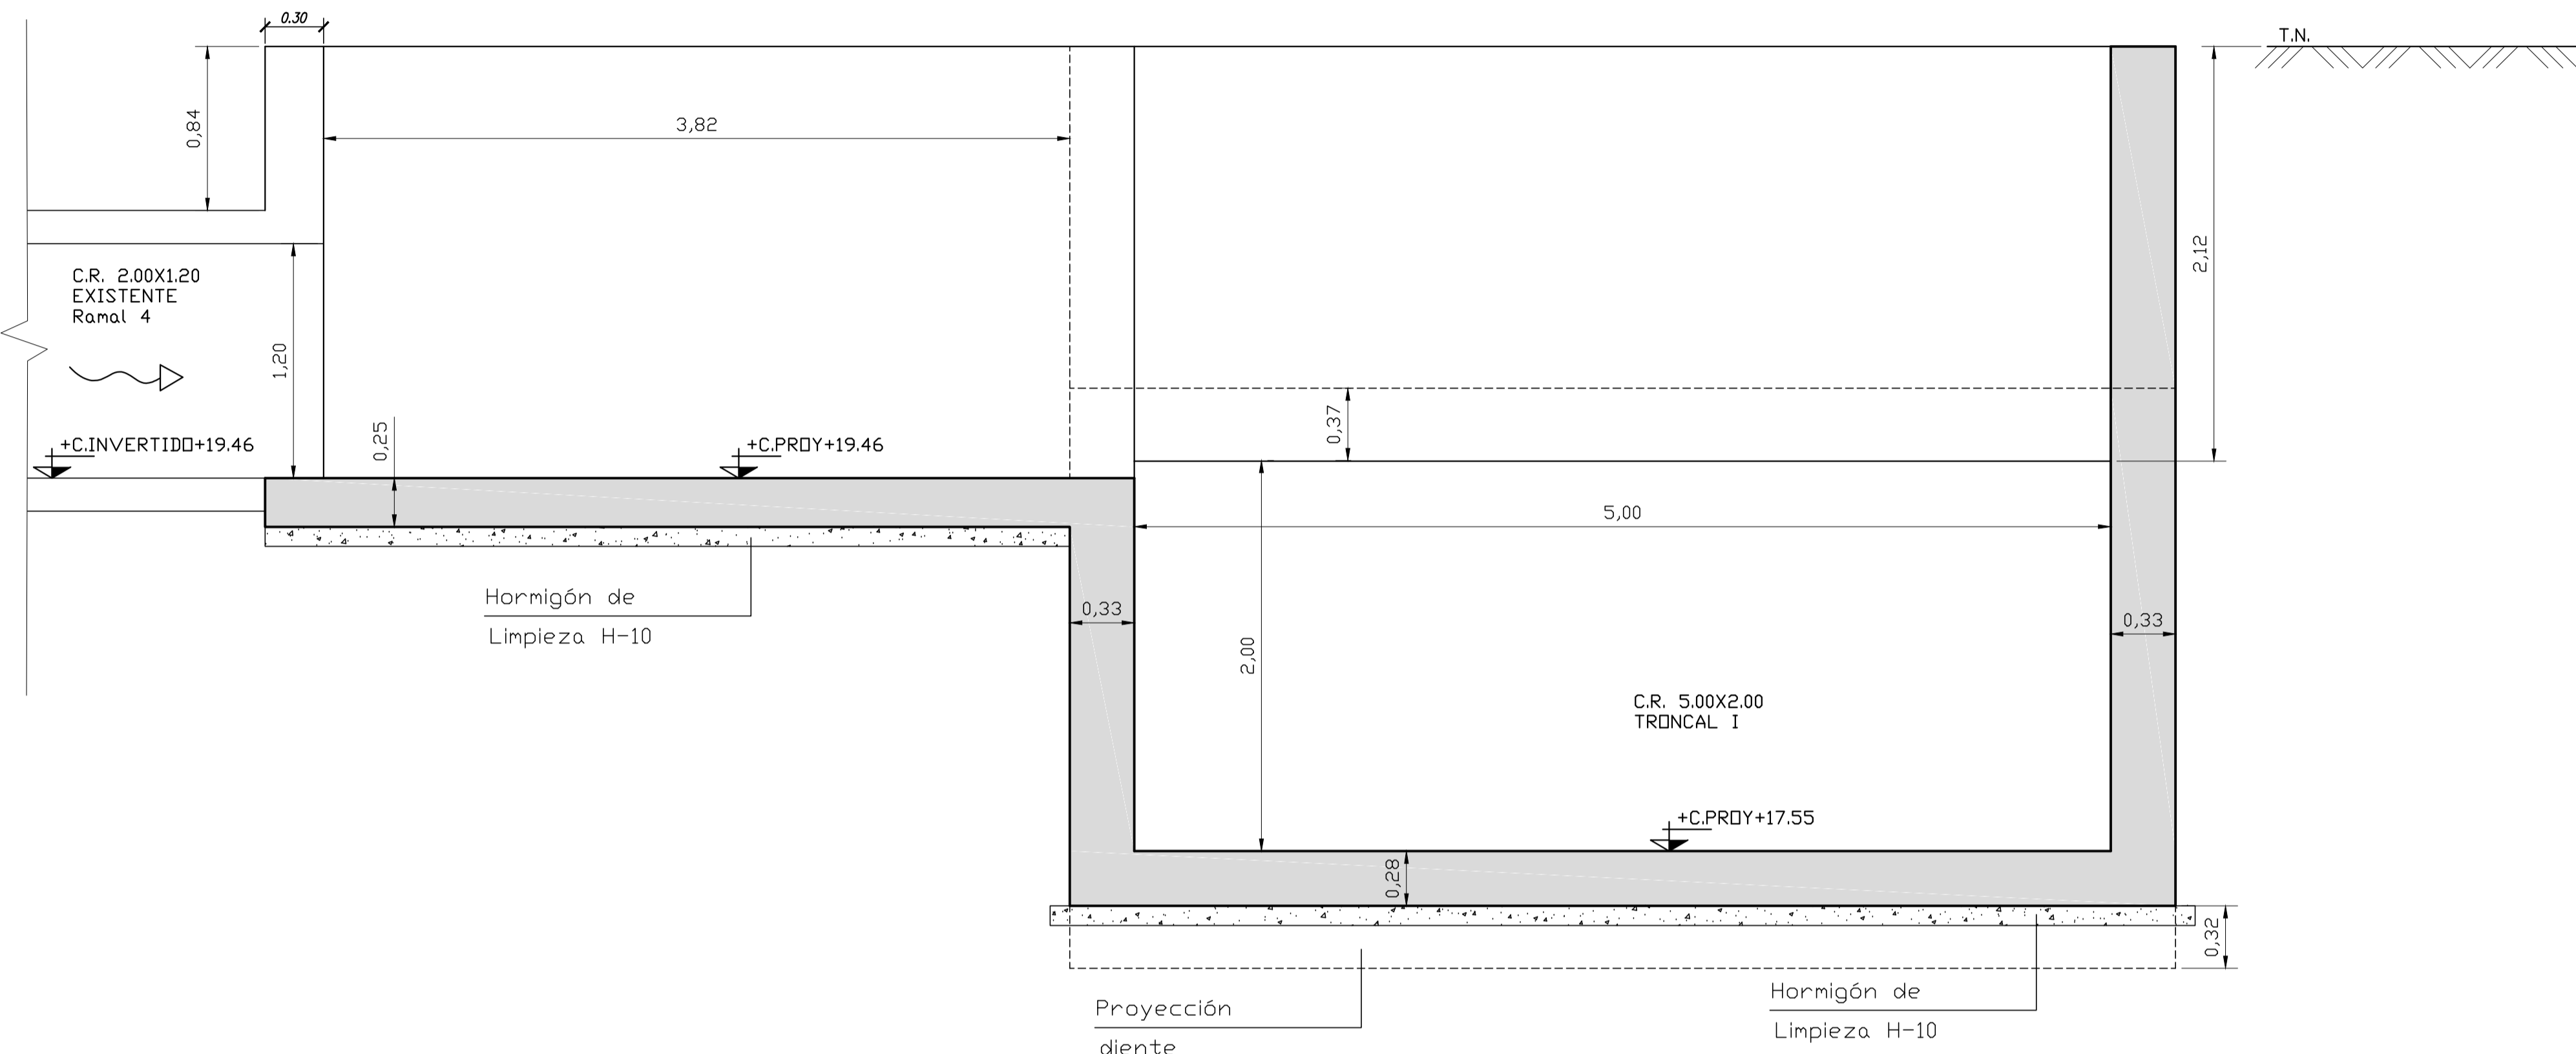 0.30
T.N.
0,84
3,82
2,12
C.R. 2.00X1.20
EXISTENTE
Ramal 4
1,20
0,37
0,25
+C.INVERTIDO+19.46
+C.PROY+19.46
5,00
Hormigón de
Limpieza H-10
0,33
0,33
2,00
C.R. 5.00X2.00
TRONCAL I
+C.PROY+17.55
0,28
0,32
Proyección
diente
Hormigón de
Limpieza H-10